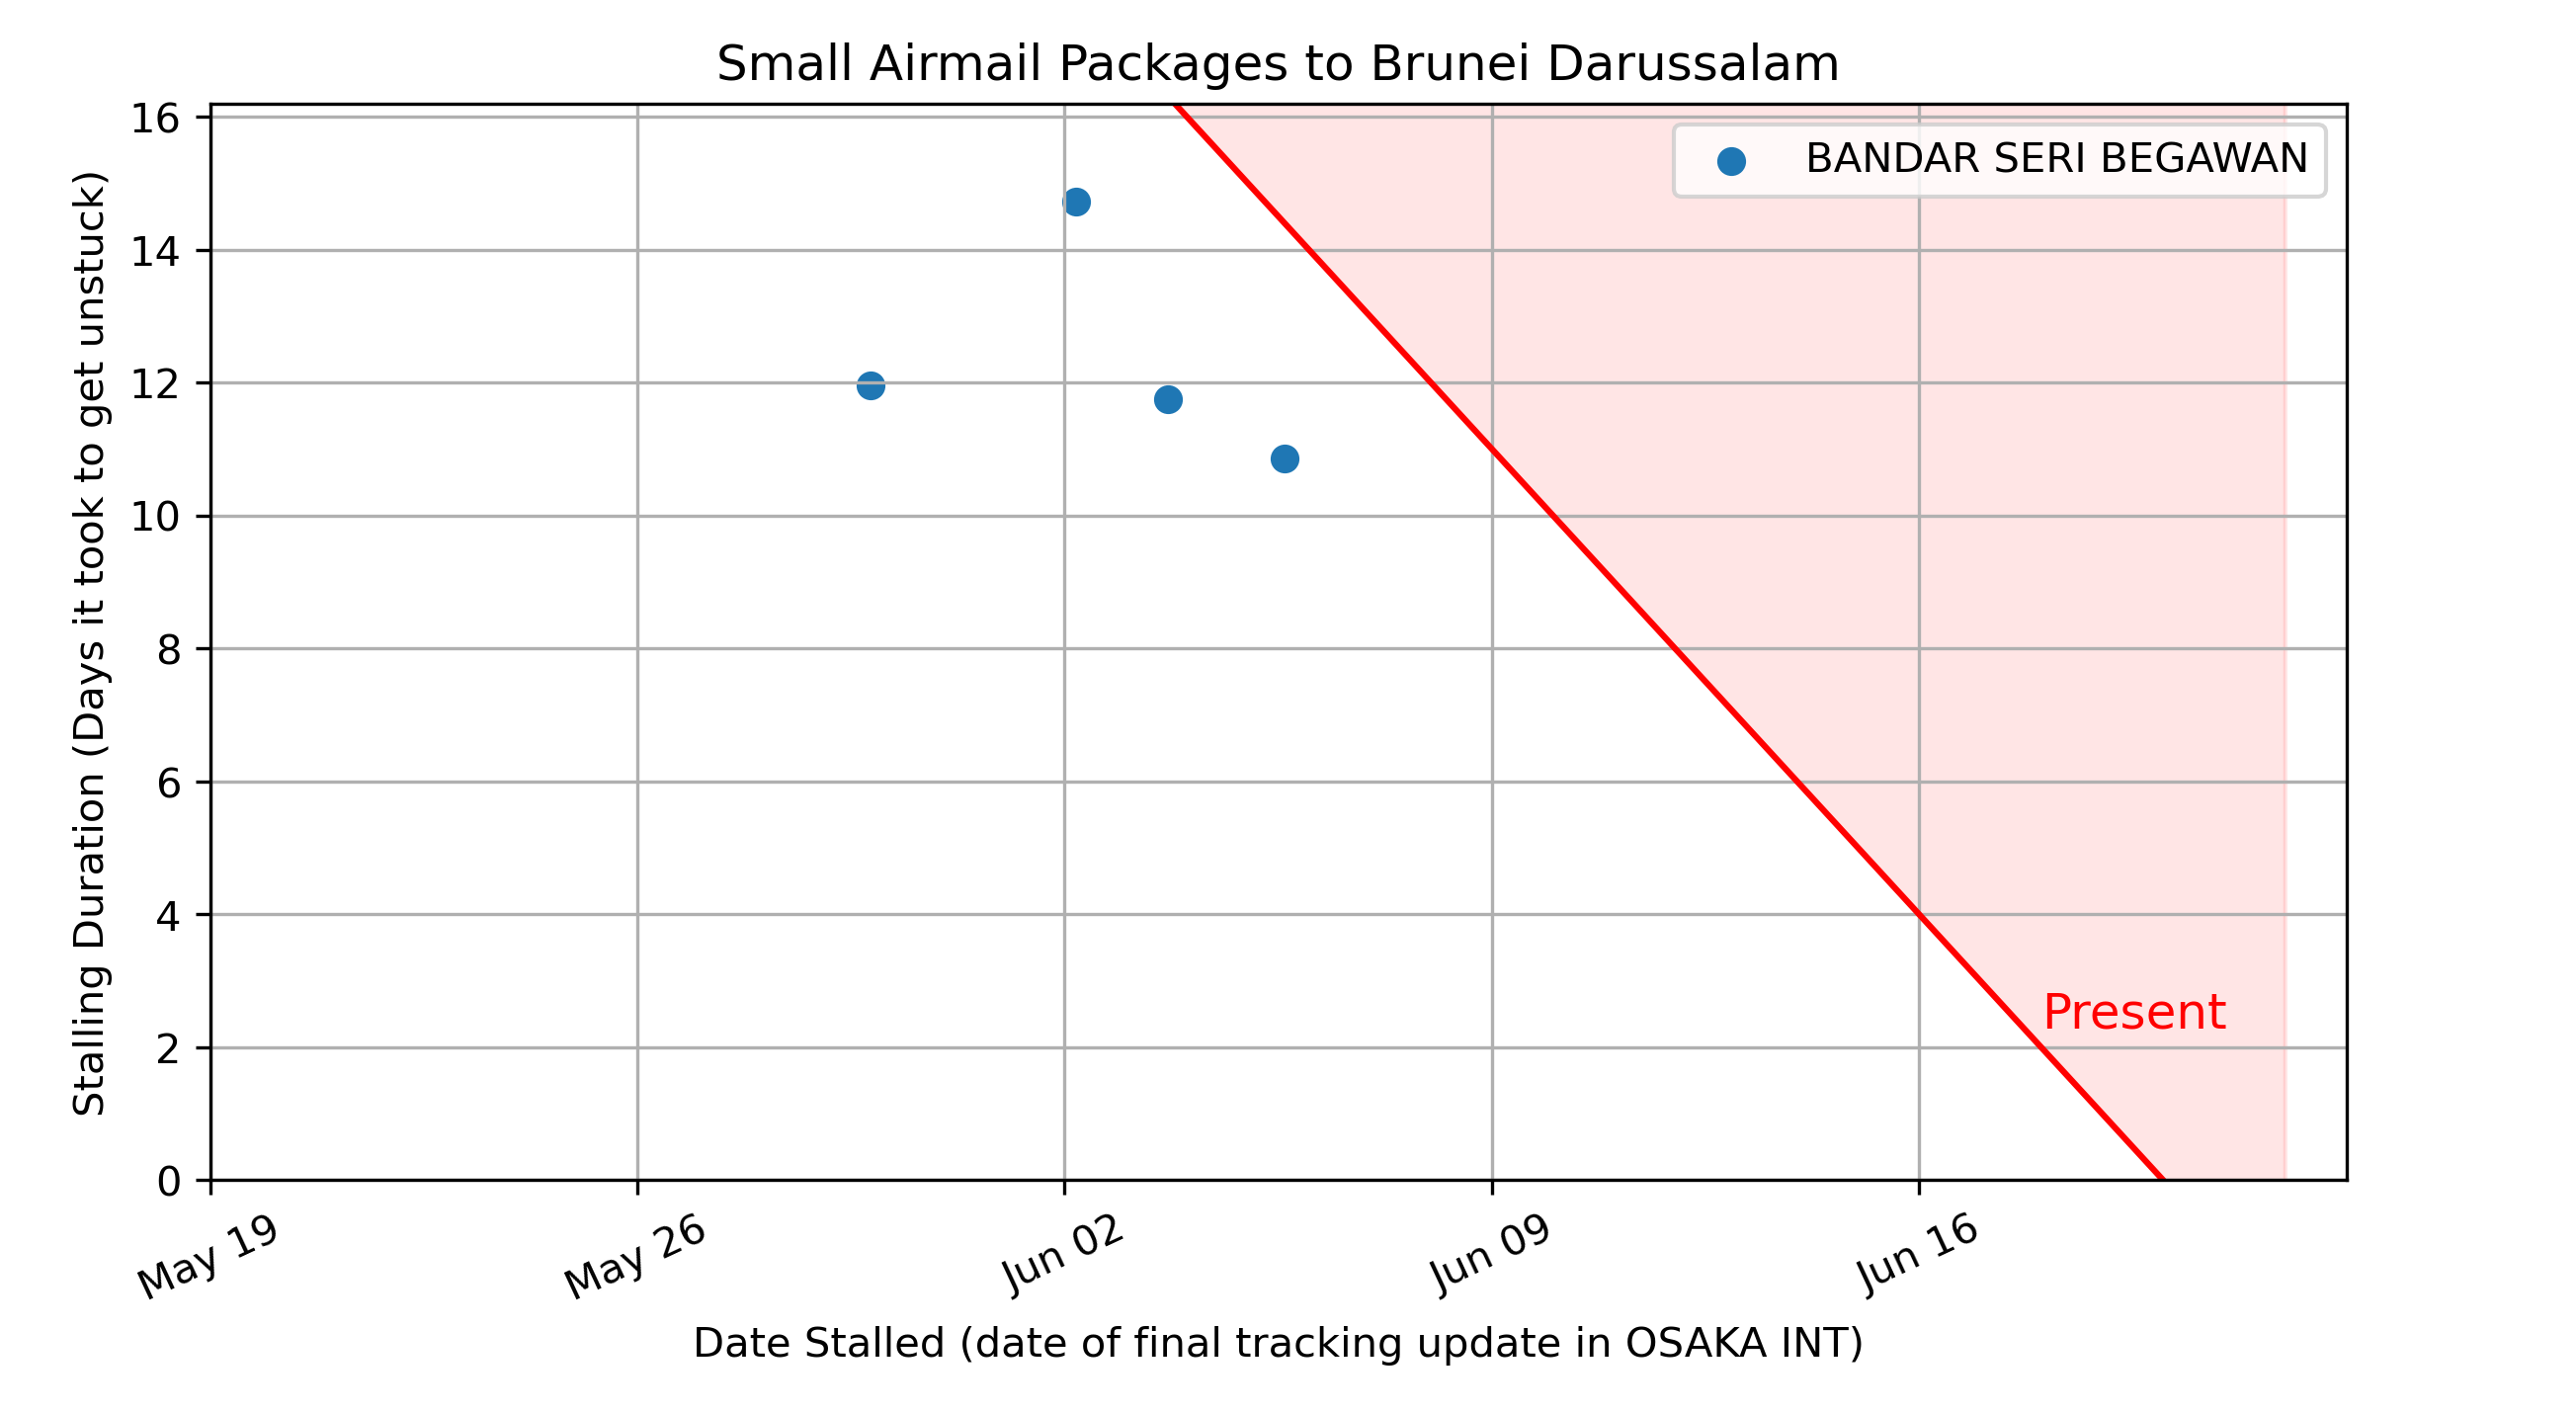 Small Airmail Packages to Brunei Darussalam
BANDAR SERI BEGAWAN
Stalling Duration (Days it took to get unstuck)
16
14
12
10
8
6
4
2
0
Present
May 19
May 26
Jun 02
Jun 09
Jun 16
Date Stalled (date of final tracking update in OSAKA INT)